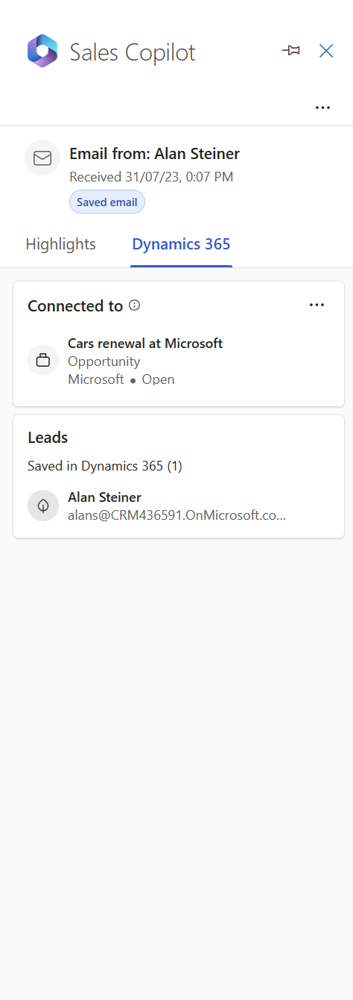 Sales Copilot
Email from: Alan Steiner
Received 31/07/23, 0:07 PM
Saved email
Highlights
Dynamics 365
Connected to
Cars renewal at Microsoft
Opportunity
Microsoft ● Open
Leads
Saved in Dynamics 365 (1)
Alan Steiner
alans@CRM436591.OnMicrosoft.co...